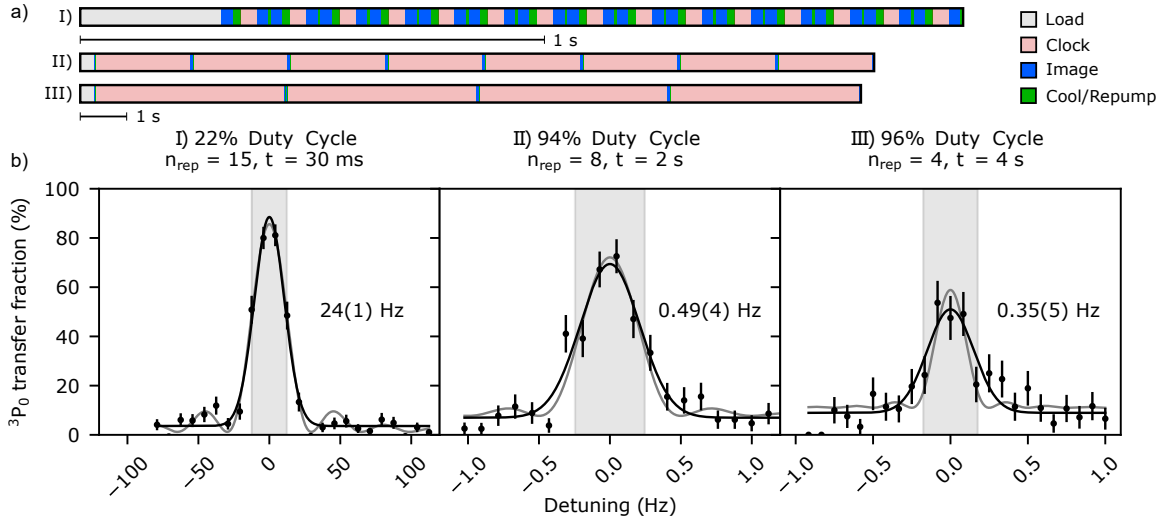 a)
I)
1 s
II)
III)
1 s
Load
Clock
Image
Cool/Repump
b)
I) 22% Duty Cycle
n_rep = 15, t = 30 ms
II) 94% Duty Cycle
n_rep = 8, t = 2 s
III) 96% Duty Cycle
n_rep = 4, t = 4 s
³P₀ transfer fraction (%)
100
80
60
40
20
0
24(1) Hz
0.49(4) Hz
0.35(5) Hz
−100
−50
0
50
100
−1.0
−0.5
0.0
0.5
1.0
−1.0
−0.5
0.0
0.5
1.0
Detuning (Hz)